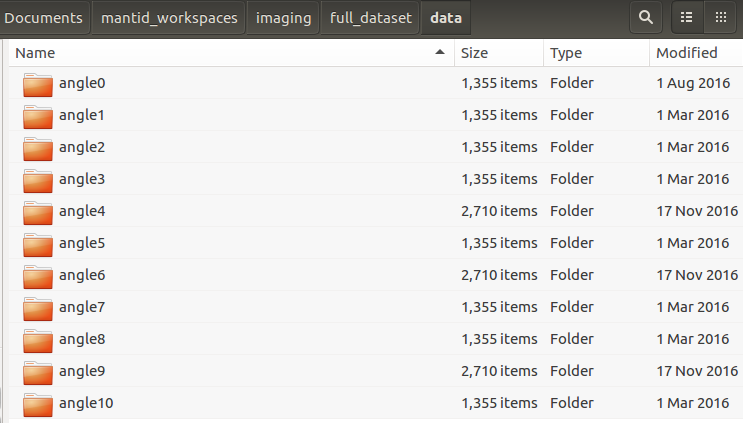 Documents mantid_workspaces imaging full_dataset data
Name Size Type Modified
angle0 1,355 items Folder 1 Aug 2016
angle1 1,355 items Folder 1 Mar 2016
angle2 1,355 items Folder 1 Mar 2016
angle3 1,355 items Folder 1 Mar 2016
angle4 2,710 items Folder 17 Nov 2016
angle5 1,355 items Folder 1 Mar 2016
angle6 2,710 items Folder 17 Nov 2016
angle7 1,355 items Folder 1 Mar 2016
angle8 1,355 items Folder 1 Mar 2016
angle9 2,710 items Folder 17 Nov 2016
angle10 1,355 items Folder 1 Mar 2016